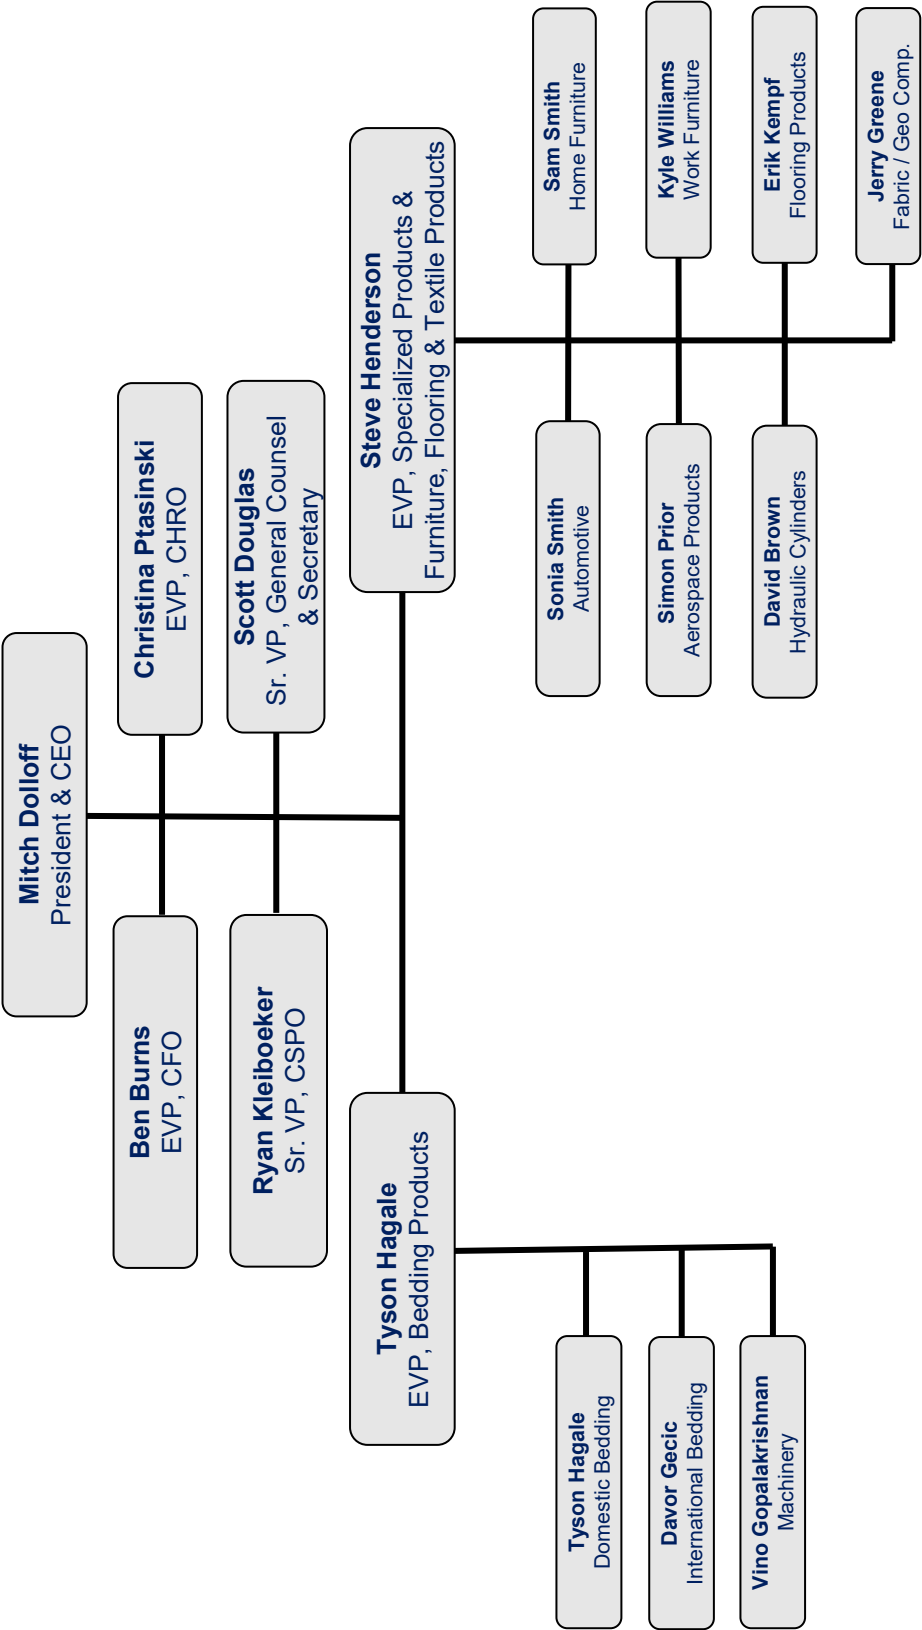 Mitch Dolloff
President & CEO
Ben Burns
EVP, CFO
Christina Ptasinski
EVP, CHRO
Ryan Kleiboeker
Sr. VP, CSPO
Scott Douglas
Sr. VP, General Counsel
& Secretary
Tyson Hagale
EVP, Bedding Products
Steve Henderson
EVP, Specialized Products &
Furniture, Flooring & Textile Products
Tyson Hagale
Domestic Bedding
Davor Gecic
International Bedding
Vino Gopalakrishnan
Machinery
Sonia Smith
Automotive
Simon Prior
Aerospace Products
David Brown
Hydraulic Cylinders
Sam Smith
Home Furniture
Kyle Williams
Work Furniture
Erik Kempf
Flooring Products
Jerry Greene
Fabric / Geo Comp.